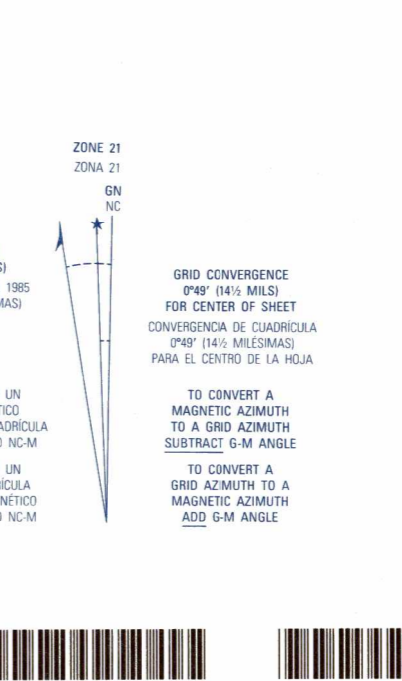 ZONE 21
ZONA 21
GN
NC
S)
1985
MAS)
GRID CONVERGENCE
0°49' (14½ MILS)
FOR CENTER OF SHEET
CONVERGENCIA DE CUADRÍCULA
0°49' (14½ MILÉSIMAS)
PARA EL CENTRO DE LA HOJA
UN
TICO
ADRÍCULA
O NC-M
UN
ÍCULA
NÉTICO
O NC-M
TO CONVERT A
MAGNETIC AZIMUTH
TO A GRID AZIMUTH
SUBTRACT G-M ANGLE
TO CONVERT A
GRID AZIMUTH TO A
MAGNETIC AZIMUTH
ADD G-M ANGLE